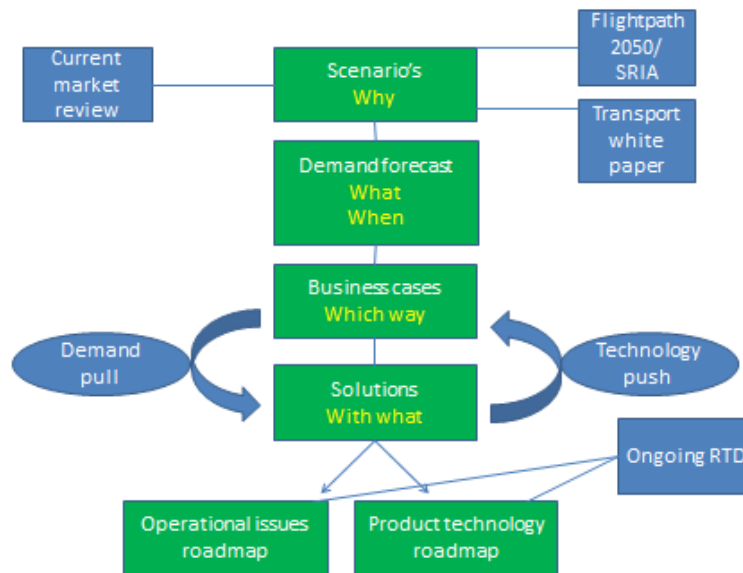 Current
market
review
Scenario's
Why
Flightpath
2050/
SRIA
Transport
white
paper
Demand forecast
What
When
Business cases
Which way
Demand
pull
Technology
push
Solutions
With what
Ongoing RTD
Operational issues
roadmap
Product technology
roadmap